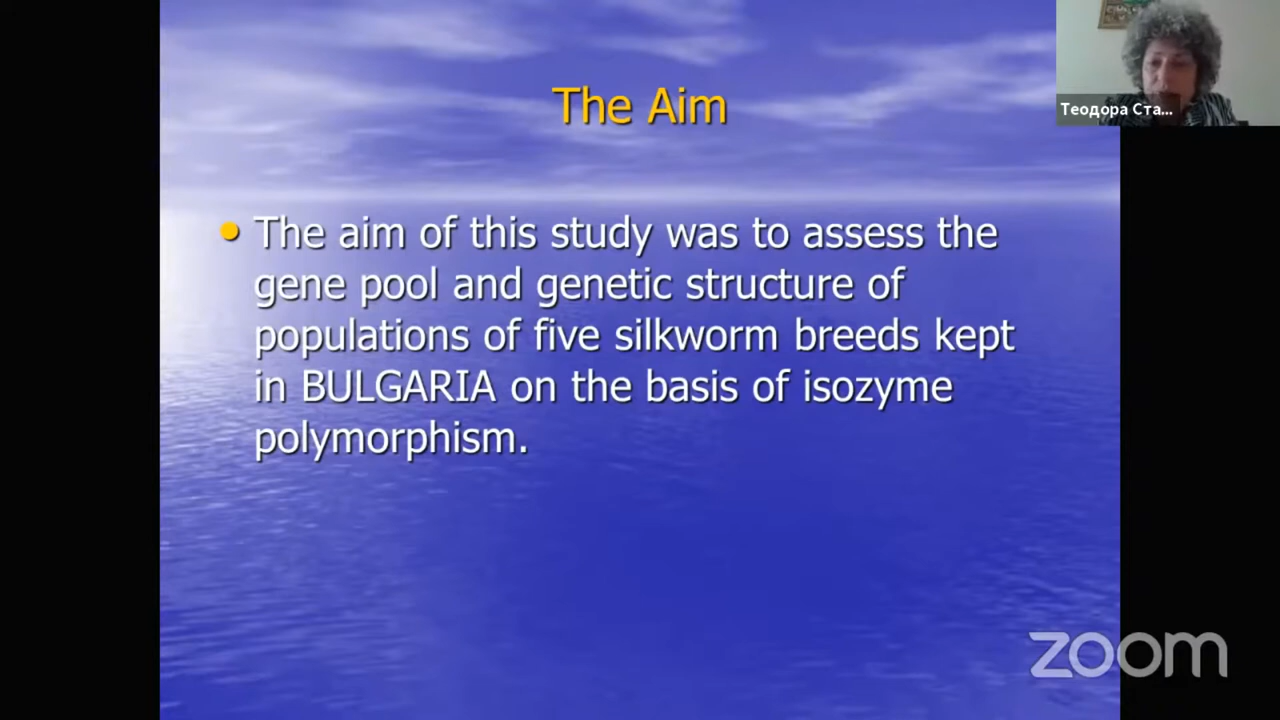 The Aim
Теодора Ста...
The aim of this study was to assess the
gene pool and genetic structure of
populations of five silkworm breeds kept
in BULGARIA on the basis of isozyme
polymorphism.
zoom